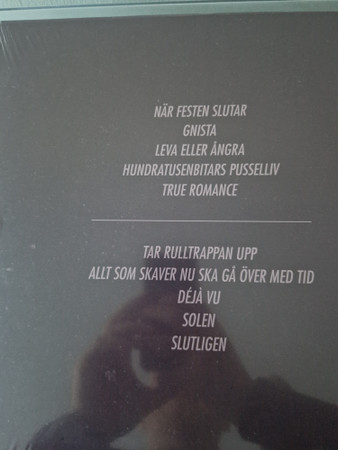 NÄR FESTEN SLUTAR
GNISTA
LEVA ELLER ÅNGRA
HUNDRATUSENBITARS PUSSELLIV
TRUE ROMANCE
TAR RULLTRAPPAN UPP
ALLT SOM SKAVER NU SKA GÅ ÖVER MED TID
DÉJÀ VU
SOLEN
SLUTLIGEN